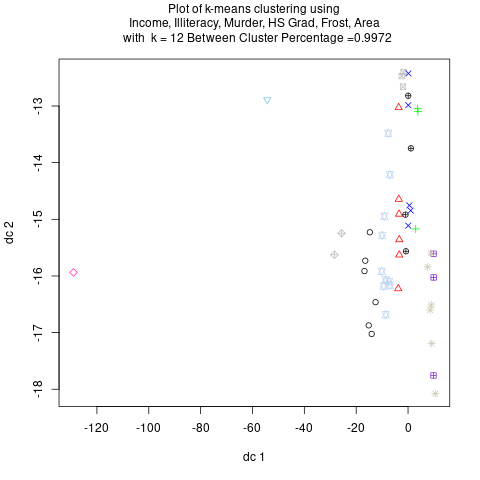 Plot of k-means clustering using
Income, Illiteracy, Murder, HS Grad, Frost, Area
with k = 12 Between Cluster Percentage =0.9972
dc 2
-13
-14
-15
-16
-17
-18
-120 -100 -80 -60 -40 -20 0
dc 1